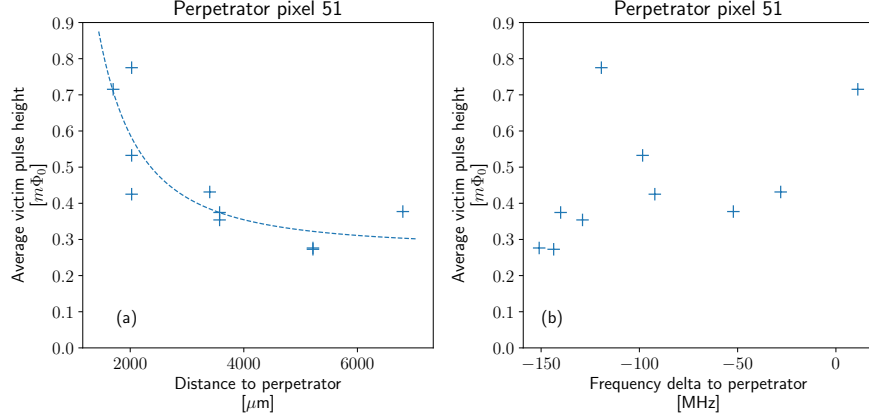 Perpetrator pixel 51
0.9
0.8
0.7
0.6
0.5
0.4
0.3
0.2
0.1
0.0
Average victim pulse height
[mΦ₀]
(a)
2000 4000 6000
Distance to perpetrator
[μm]
Perpetrator pixel 51
0.9
0.8
0.7
0.6
0.5
0.4
0.3
0.2
0.1
0.0
Average victim pulse height
[mΦ₀]
(b)
−150 −100 −50 0
Frequency delta to perpetrator
[MHz]